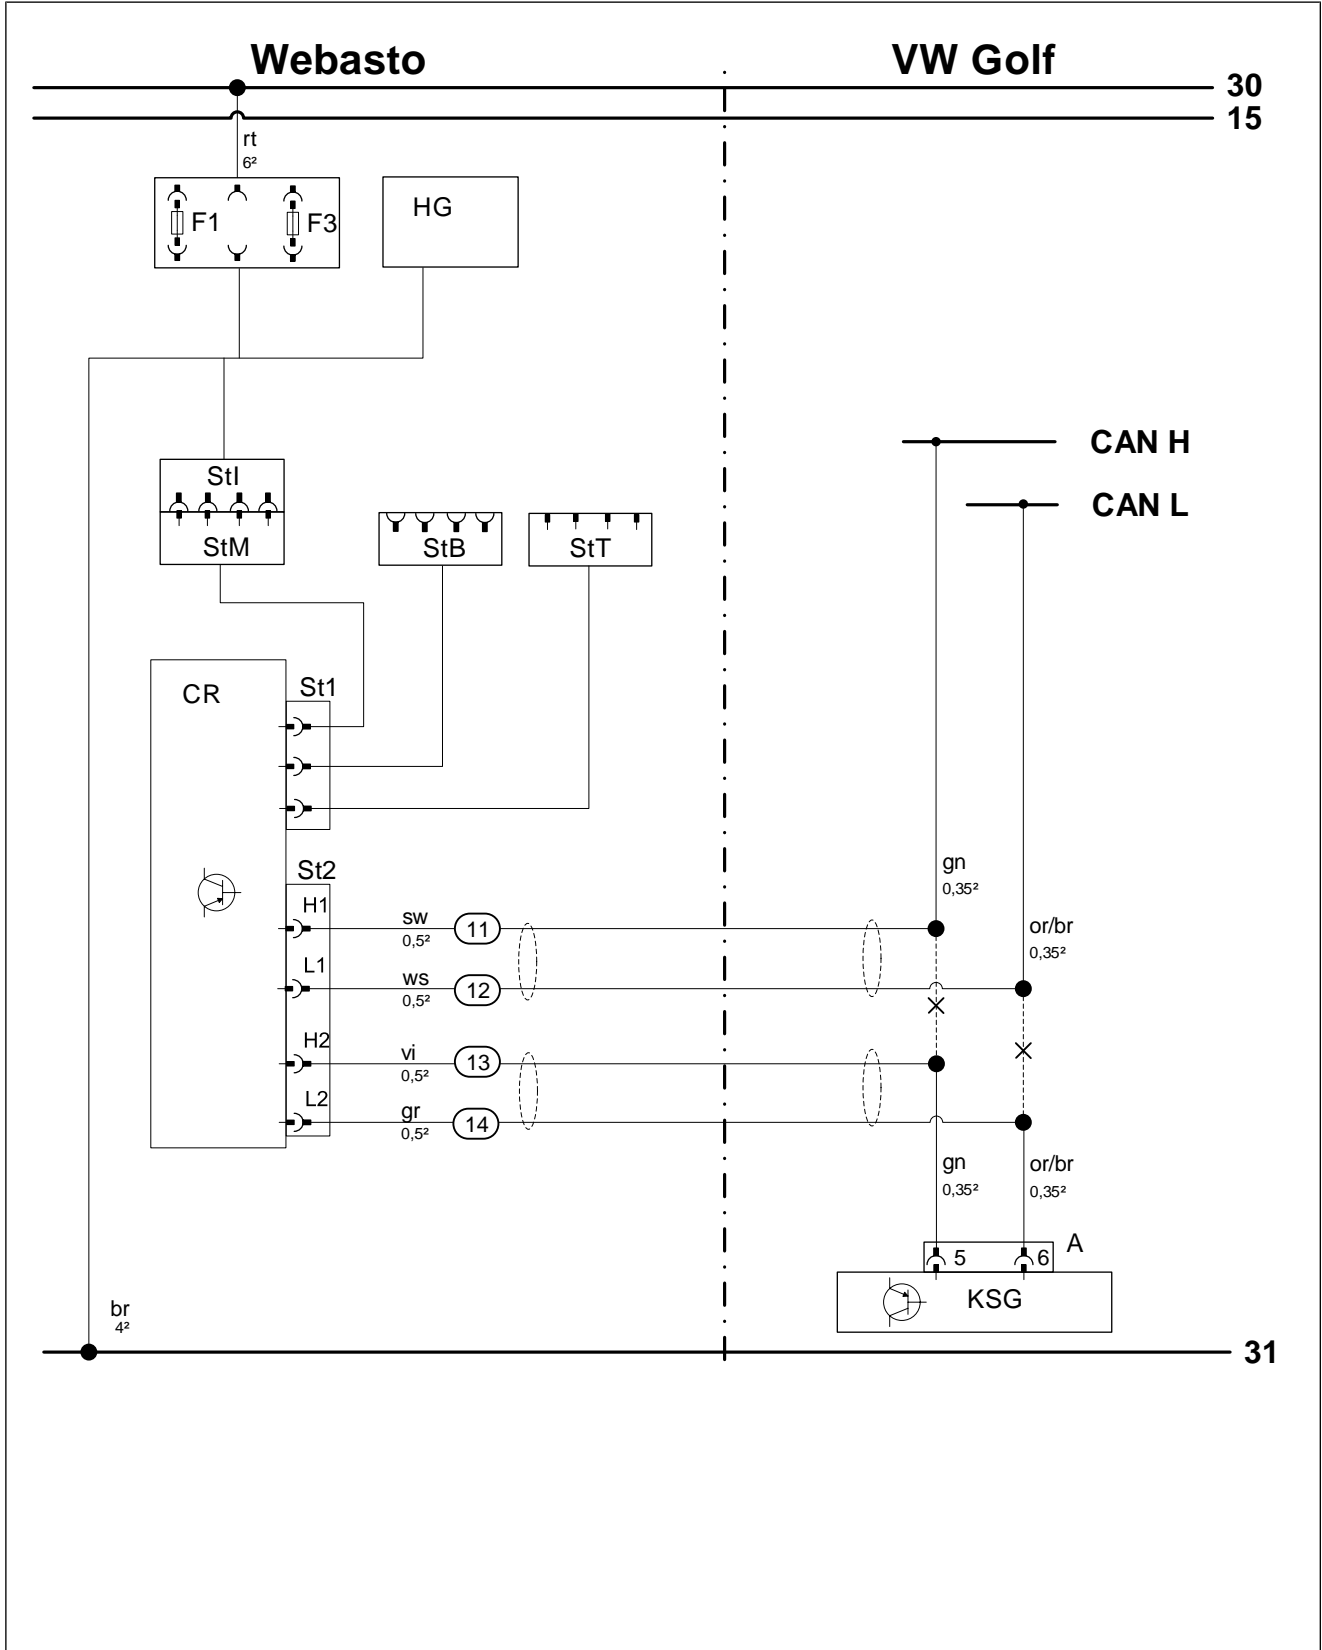 Webasto
VW Golf
30
15
rt
6²
F1
F3
HG
CAN H
CAN L
StI
StM
StB
StT
CR
St1
St2
H1
sw
0,5²
11
L1
ws
0,5²
12
H2
vi
0,5²
13
L2
gr
0,5²
14
gn
0,35²
or/br
0,35²
gn
0,35²
or/br
0,35²
A
5
6
KSG
br
4²
31